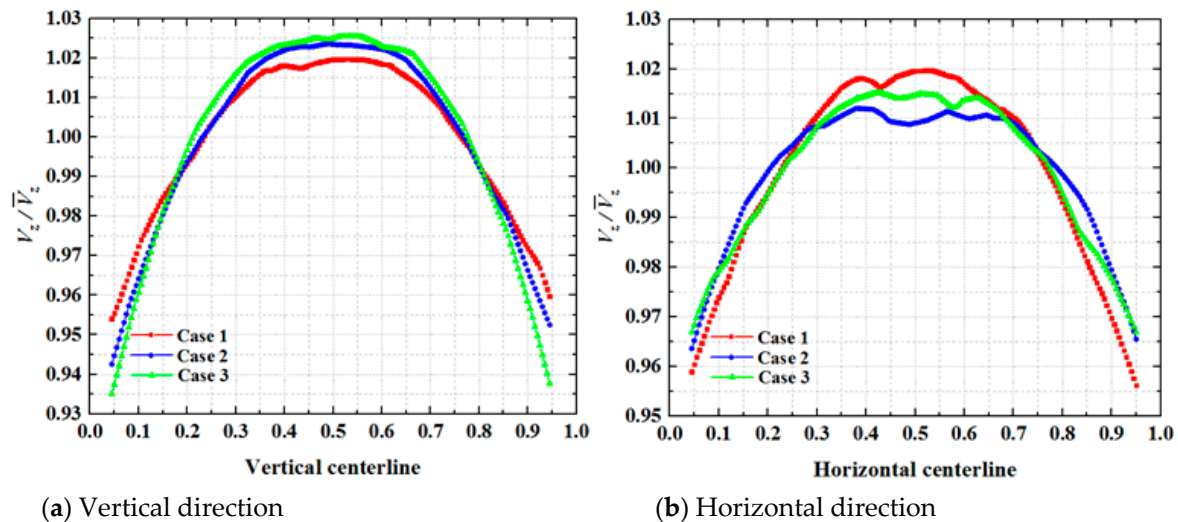 1.03
1.02
1.01
1.00
0.99
0.98
0.97
0.96
0.95
0.94
0.93
V_z / V̅_z
Case 1
Case 2
Case 3
0.0 0.1 0.2 0.3 0.4 0.5 0.6 0.7 0.8 0.9 1.0
Vertical centerline
(a) Vertical direction
1.03
1.02
1.01
1.00
0.99
0.98
0.97
0.96
0.95
V_z / V̅_z
Case 1
Case 2
Case 3
0.0 0.1 0.2 0.3 0.4 0.5 0.6 0.7 0.8 0.9 1.0
Horizontal centerline
(b) Horizontal direction